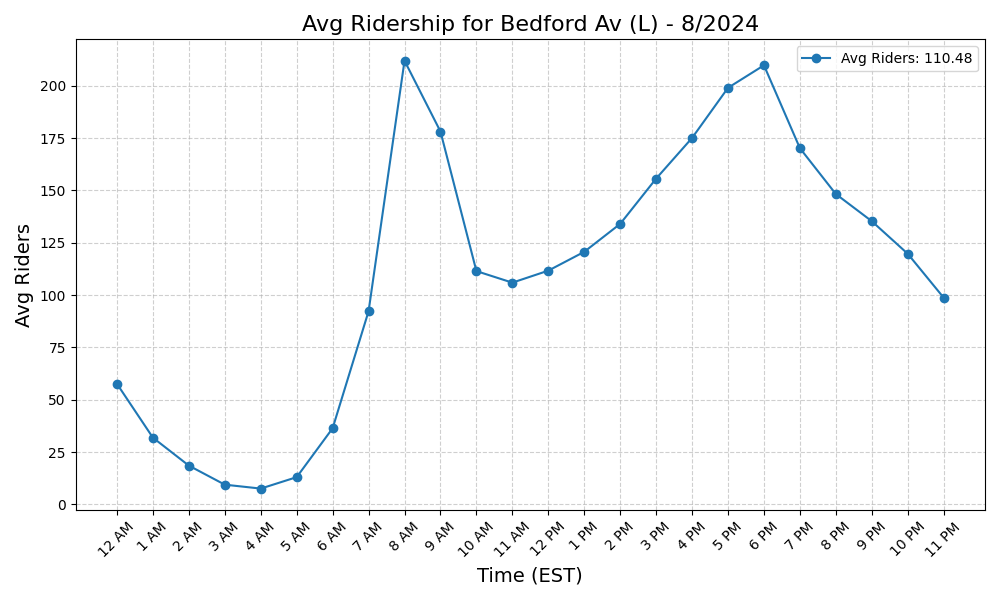 Avg Ridership for Bedford Av (L) - 8/2024
Avg Riders: 110.48
Avg Riders
200
175
150
125
100
75
50
25
0
12 AM
1 AM
2 AM
3 AM
4 AM
5 AM
6 AM
7 AM
8 AM
9 AM
10 AM
11 AM
12 PM
1 PM
2 PM
3 PM
4 PM
5 PM
6 PM
7 PM
8 PM
9 PM
10 PM
11 PM
Time (EST)